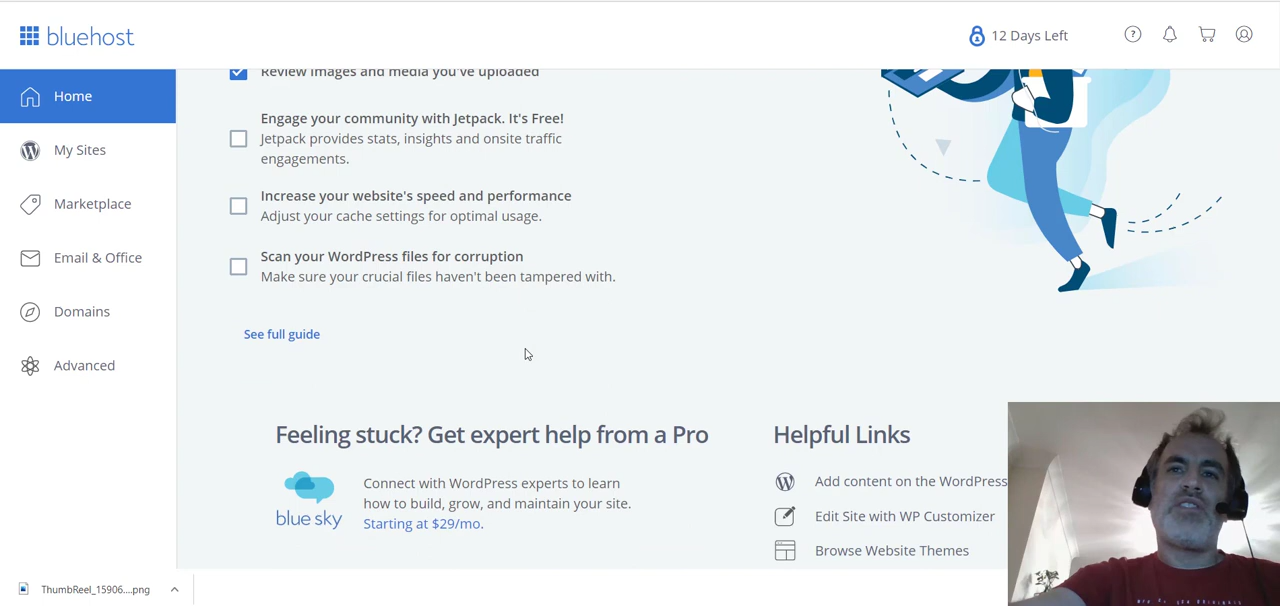 bluehost
12 Days Left
Home
My Sites
Marketplace
Email & Office
Domains
Advanced
Review images and media you've uploaded
Engage your community with Jetpack. It's Free!
Jetpack provides stats, insights and onsite traffic
engagements.
Increase your website's speed and performance
Adjust your cache settings for optimal usage.
Scan your WordPress files for corruption
Make sure your crucial files haven't been tampered with.
See full guide
Feeling stuck? Get expert help from a Pro
blue sky
Connect with WordPress experts to learn
how to build, grow, and maintain your site.
Starting at $29/mo.
Helpful Links
Add content on the WordPress
Edit Site with WP Customizer
Browse Website Themes
ThumbReel_15906....png